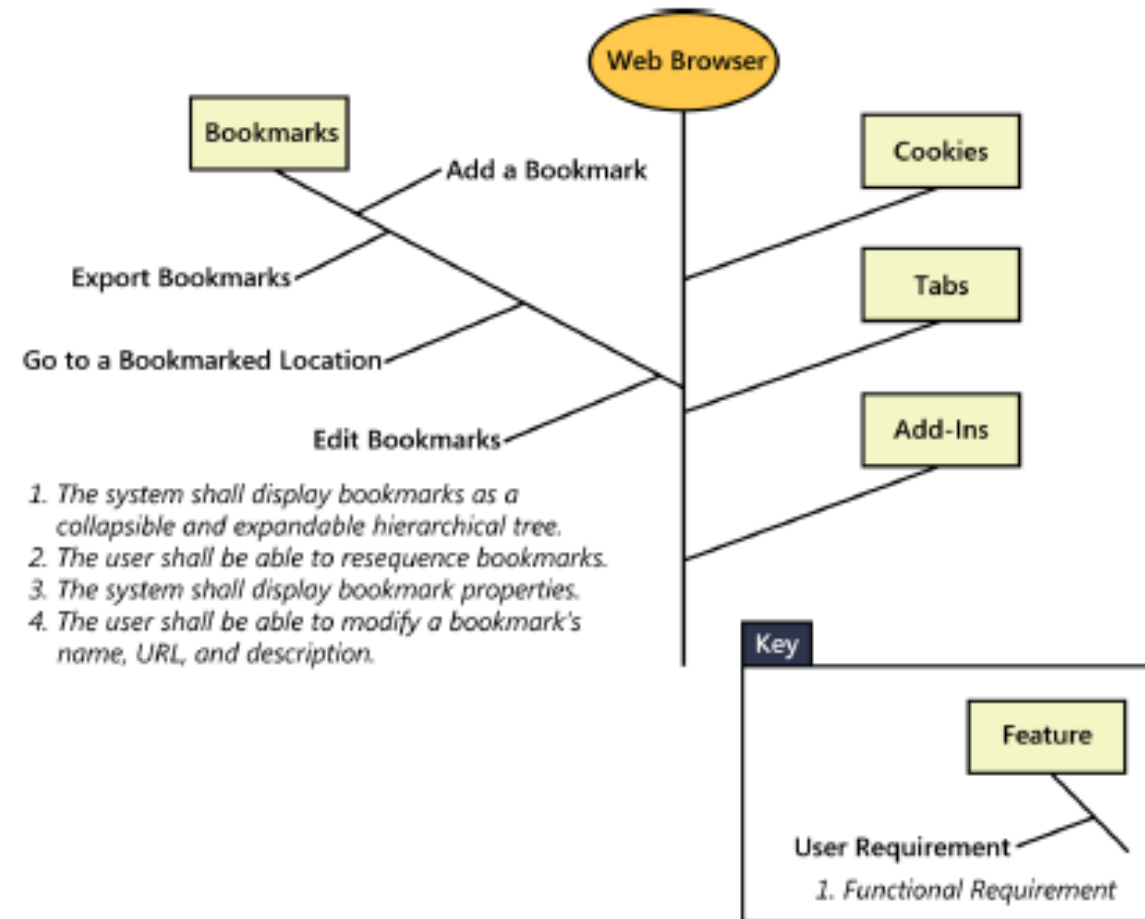 Web Browser
Bookmarks
Cookies
Add a Bookmark
Export Bookmarks
Tabs
Go to a Bookmarked Location
Add-Ins
Edit Bookmarks
1. The system shall display bookmarks as a
collapsible and expandable hierarchical tree.
2. The user shall be able to resequence bookmarks.
3. The system shall display bookmark properties.
4. The user shall be able to modify a bookmark's
name, URL, and description.
Key
Feature
User Requirement
1. Functional Requirement